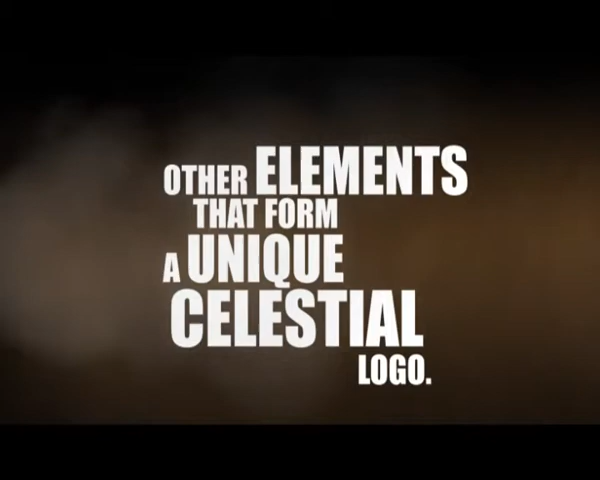 OTHER ELEMENTS
THAT FORM
A UNIQUE
CELESTIAL
LOGO.